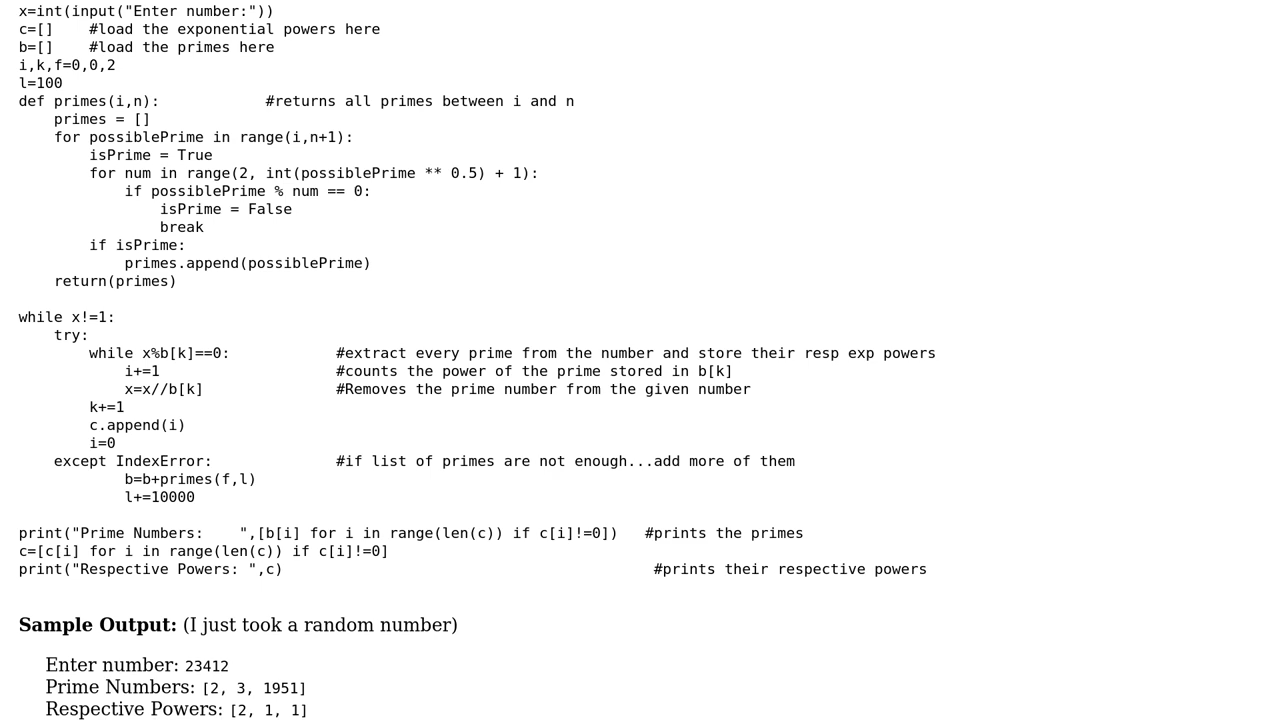 x=int(input("Enter number:"))
c=[]    #load the exponential powers here
b=[]    #load the primes here
i,k,f=0,0,2
l=100
def primes(i,n):            #returns all primes between i and n
    primes = []
    for possiblePrime in range(i,n+1):
        isPrime = True
        for num in range(2, int(possiblePrime ** 0.5) + 1):
            if possiblePrime % num == 0:
                isPrime = False
                break
        if isPrime:
            primes.append(possiblePrime)
    return(primes)

while x!=1:
    try:
        while x%b[k]==0:            #extract every prime from the number and store their resp exp powers
            i+=1                    #counts the power of the prime stored in b[k]
            x=x//b[k]               #Removes the prime number from the given number
        k+=1
        c.append(i)
        i=0
    except IndexError:              #if list of primes are not enough...add more of them
            b=b+primes(f,l)
            l+=10000

print("Prime Numbers:    ",[b[i] for i in range(len(c)) if c[i]!=0])   #prints the primes
c=[c[i] for i in range(len(c)) if c[i]!=0]
print("Respective Powers: ",c)                                          #prints their respective powers

Sample Output: (I just took a random number)
Enter number: 23412
Prime Numbers: [2, 3, 1951]
Respective Powers: [2, 1, 1]